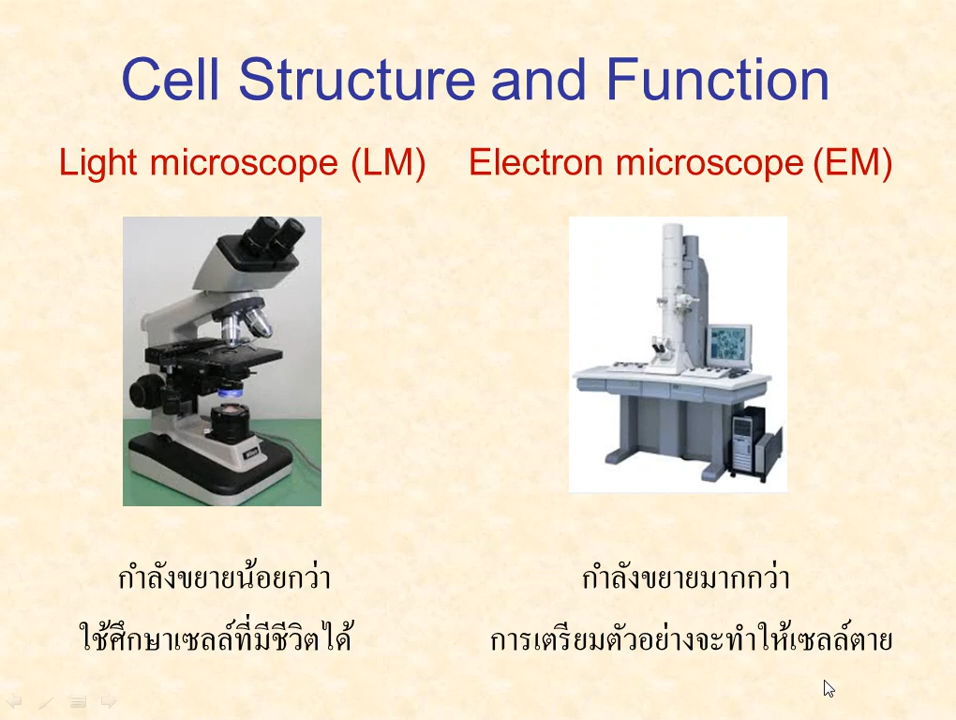 Cell Structure and Function
Light microscope (LM)
Electron microscope (EM)
กำลังขยายน้อยกว่า
ใช้ศึกษาเซลล์ที่มีชีวิตได้
กำลังขยายมากกว่า
การเตรียมตัวอย่างจะทำให้เซลล์ตาย